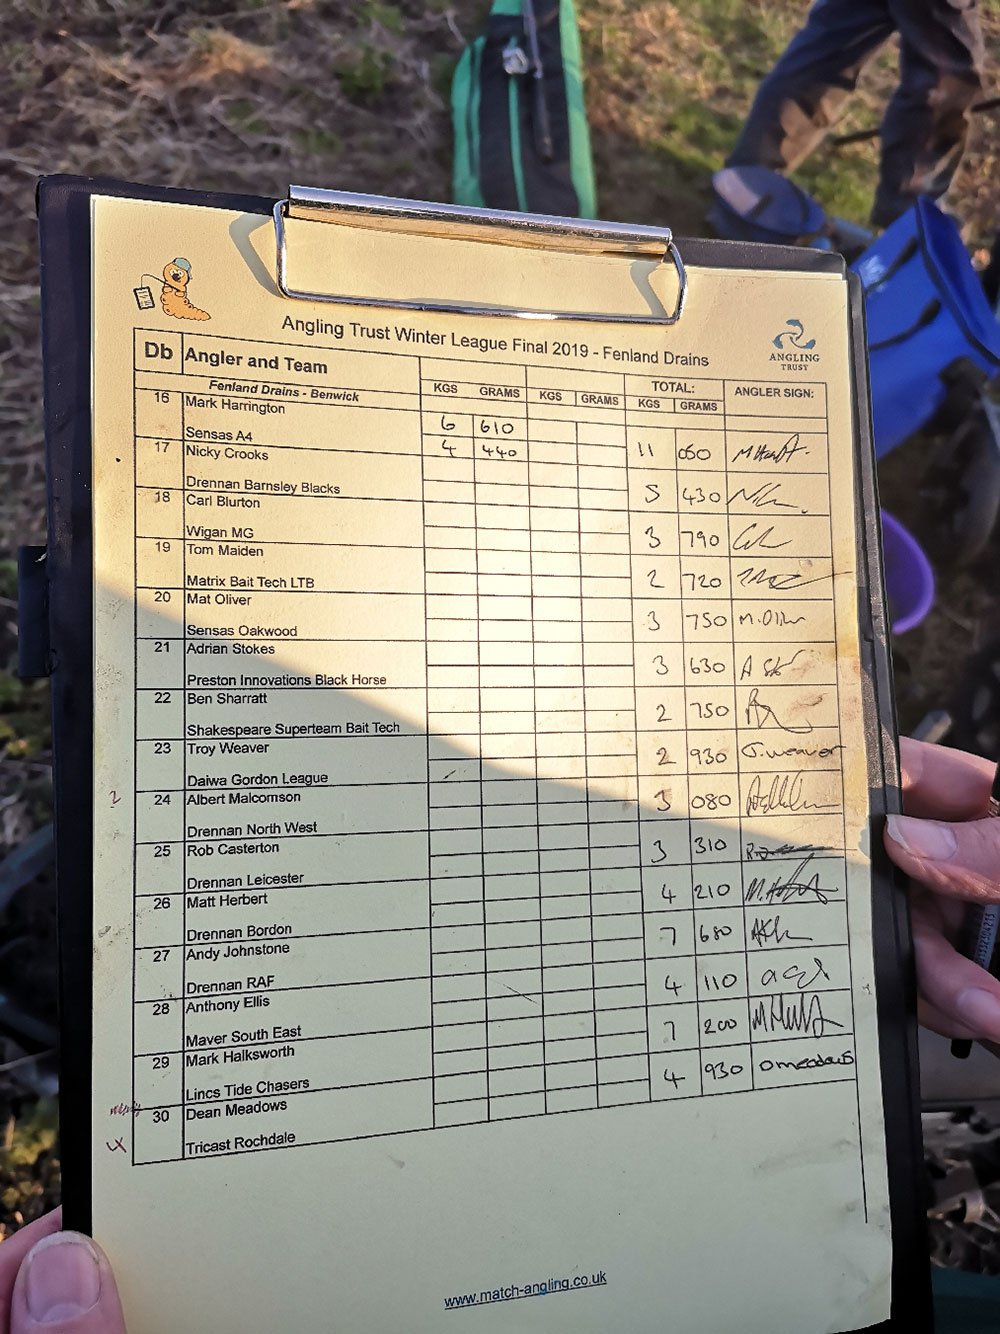 Angling Trust Winter League Final 2019 - Fenland Drains
ANGLING
TRUST
Db Angler and Team
KGS GRAMS KGS GRAMS TOTAL: KGS GRAMS ANGLER SIGN:
Fenland Drains - Benwick
16 Mark Harrington 6 610
Sensas A4 4 440 11 050
17 Nicky Crooks
Drennan Barnsley Blacks 5 430
18 Carl Blurton
Wigan MG 3 790
19 Tom Maiden
Matrix Bait Tech LTB 2 720
20 Mat Oliver
Sensas Oakwood 3 750 M. Oliver
21 Adrian Stokes
Preston Innovations Black Horse 3 630
22 Ben Sharratt
Shakespeare Superteam Bait Tech 2 750
23 Troy Weaver
Daiwa Gordon League 2 930 T. weaver
2
24 Albert Malcomson
Drennan North West 3 080
25 Rob Casterton
Drennan Leicester 3 310
26 Matt Herbert
Drennan Bordon 4 210
27 Andy Johnstone
Drennan RAF 7 680
28 Anthony Ellis
Maver South East 4 110
29 Mark Halksworth
Lincs Tide Chasers 7 200
30 Dean Meadows
Tricast Rochdale 4 930 D meadows
www.match-angling.co.uk